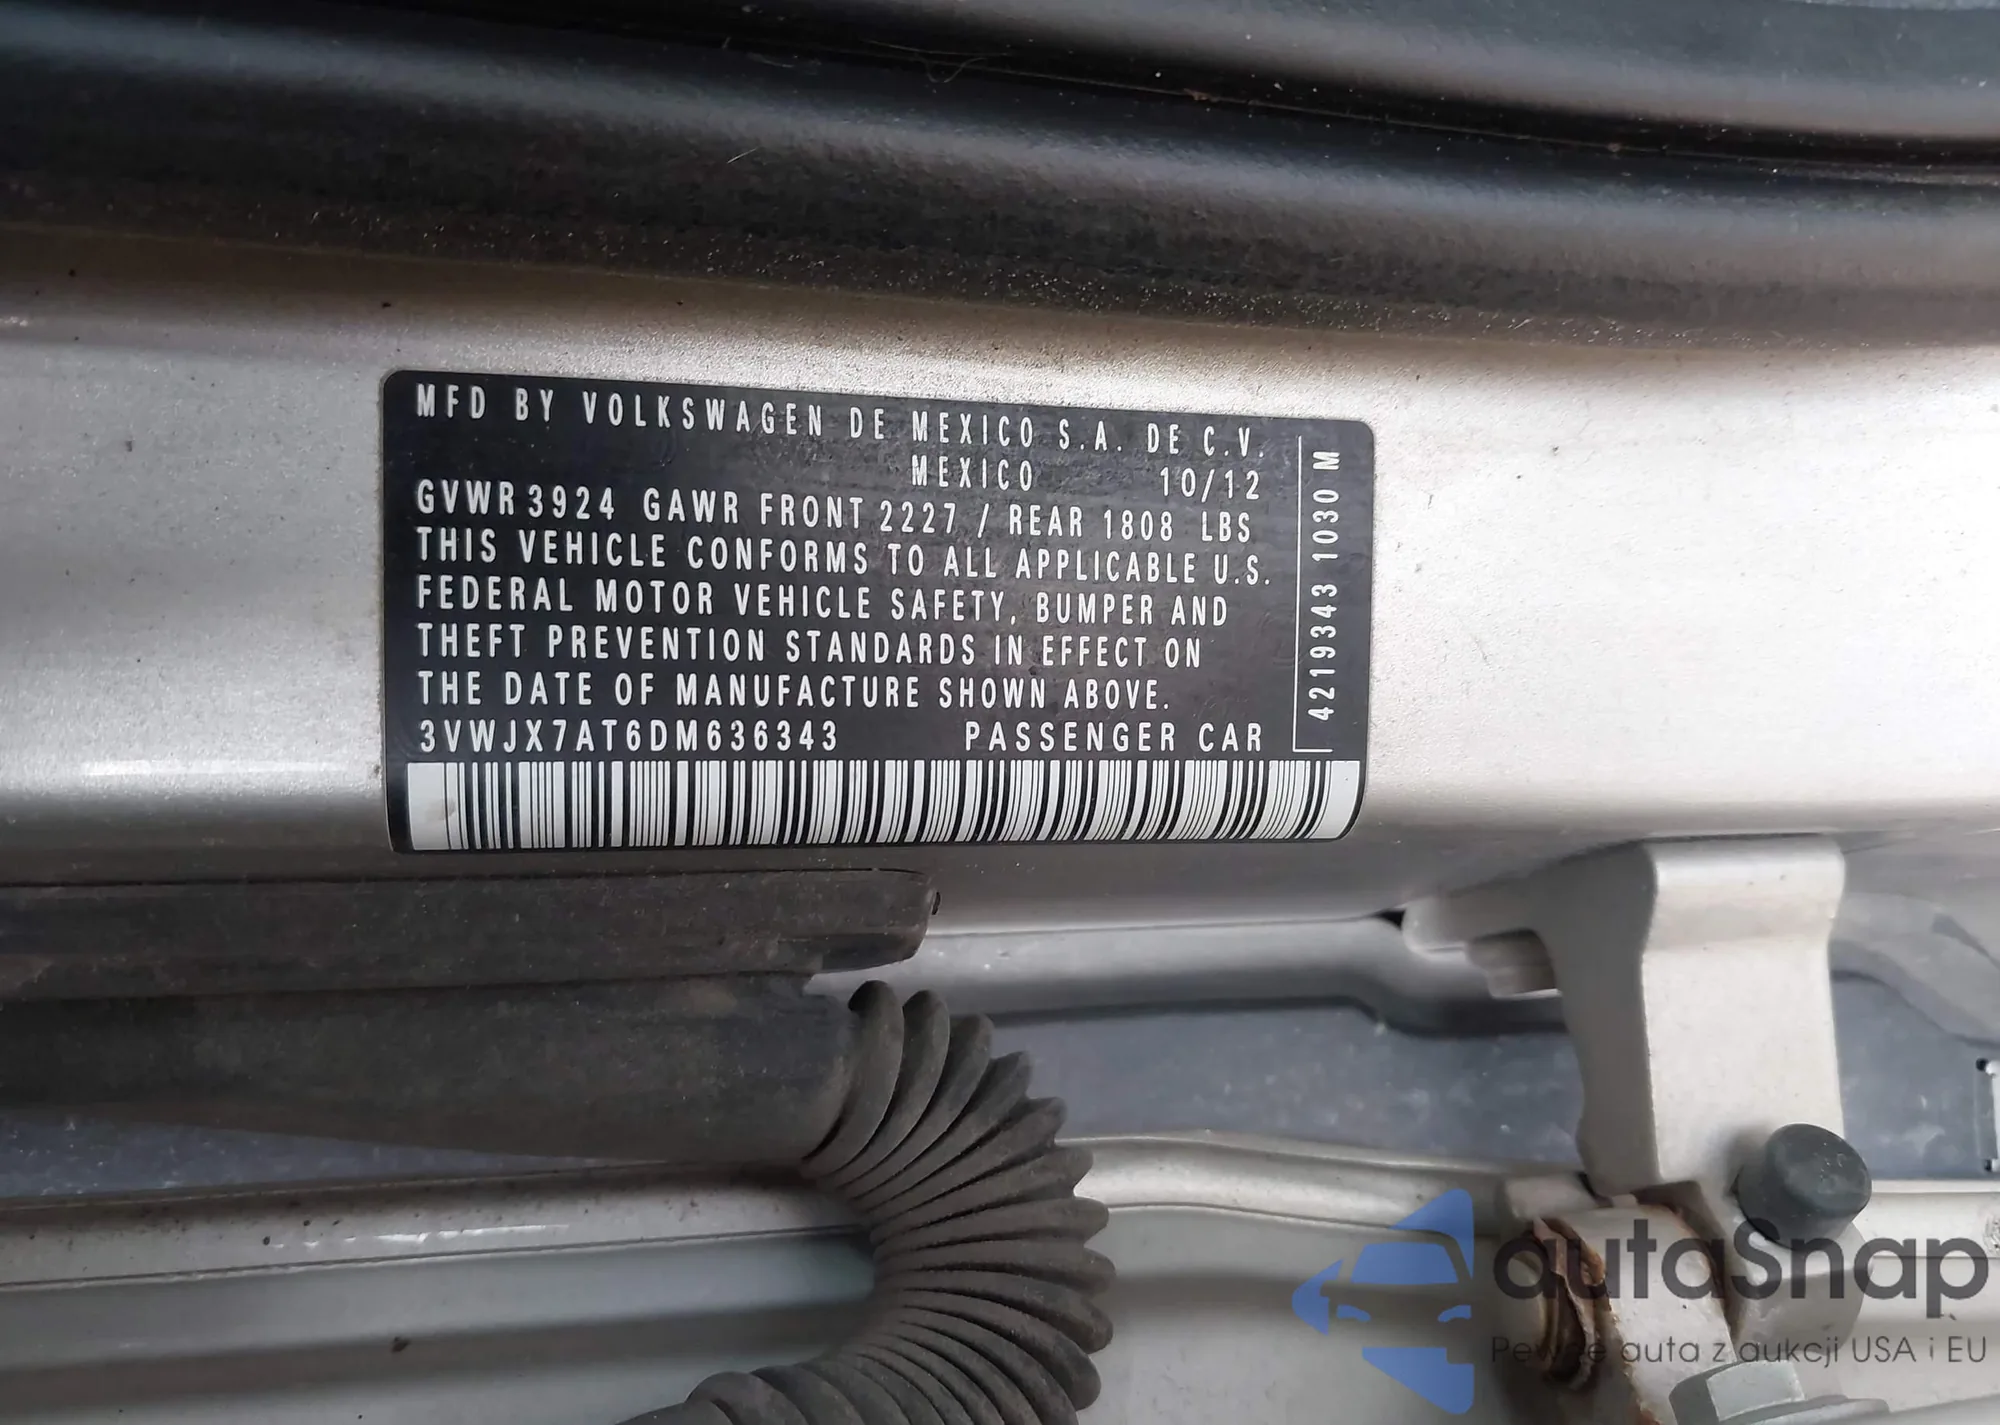 MFD BY VOLKSWAGEN DE MEXICO S.A. DE C.V.
MEXICO 10/12
GVWR 3924 GAWR FRONT 2227 / REAR 1808 LBS
THIS VEHICLE CONFORMS TO ALL APPLICABLE U.S.
FEDERAL MOTOR VEHICLE SAFETY, BUMPER AND
THEFT PREVENTION STANDARDS IN EFFECT ON
THE DATE OF MANUFACTURE SHOWN ABOVE.
3VWJX7AT6DM636343 PASSENGER CAR
4219343 1030 M
autaSnap
Pewne auta z aukcji USA i EU